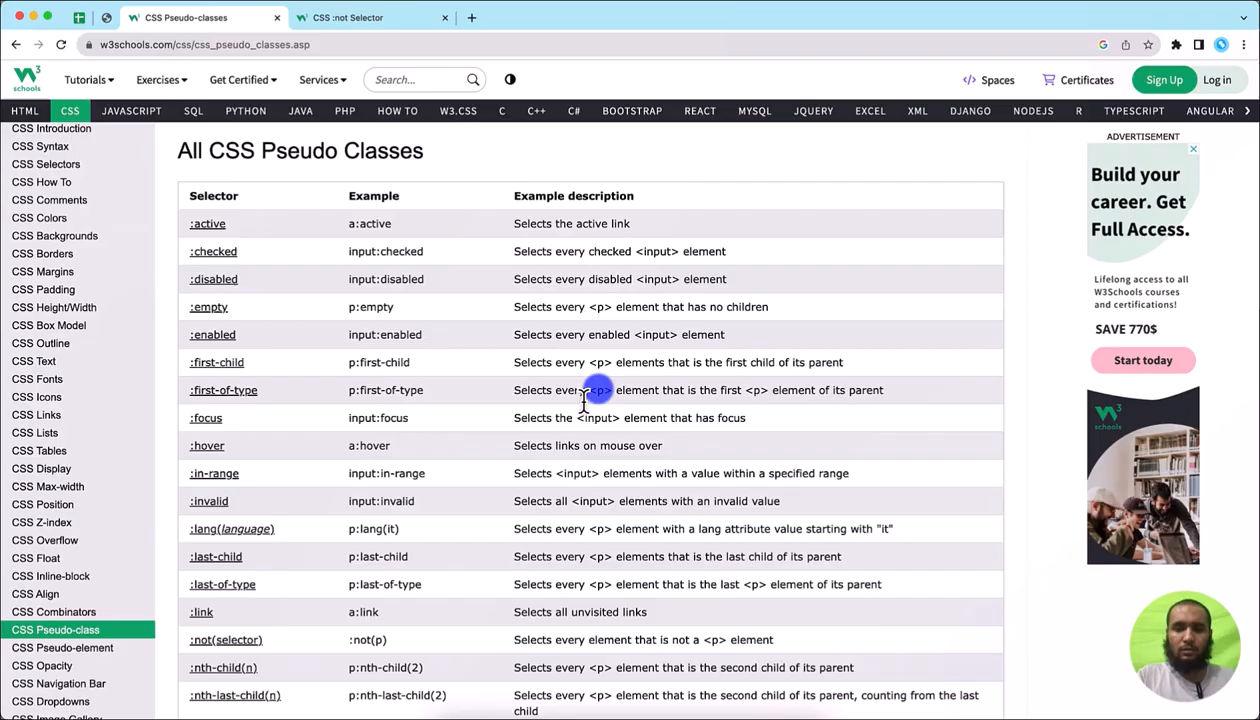 CSS Pseudo-classes
CSS :not Selector
w3schools.com/css/css_pseudo_classes.asp
W3 schools
Tutorials
Exercises
Get Certified
Services
Search...
Spaces
Certificates
Sign Up
Log in
HTML CSS JAVASCRIPT SQL PYTHON JAVA PHP HOW TO W3.CSS C C++ C# BOOTSTRAP REACT MYSQL JQUERY EXCEL XML DJANGO NODEJS R TYPESCRIPT ANGULAR
CSS Introduction
CSS Syntax
CSS Selectors
CSS How To
CSS Comments
CSS Colors
CSS Backgrounds
CSS Borders
CSS Margins
CSS Padding
CSS Height/Width
CSS Box Model
CSS Outline
CSS Text
CSS Fonts
CSS Icons
CSS Links
CSS Lists
CSS Tables
CSS Display
CSS Max-width
CSS Position
CSS Z-index
CSS Overflow
CSS Float
CSS Inline-block
CSS Align
CSS Combinators
CSS Pseudo-class
CSS Pseudo-element
CSS Opacity
CSS Navigation Bar
CSS Dropdowns
CSS Image Gallery
All CSS Pseudo Classes
Selector Example Example description
:active a:active Selects the active link
:checked input:checked Selects every checked <input> element
:disabled input:disabled Selects every disabled <input> element
:empty p:empty Selects every <p> element that has no children
:enabled input:enabled Selects every enabled <input> element
:first-child p:first-child Selects every <p> elements that is the first child of its parent
:first-of-type p:first-of-type Selects every <p> element that is the first <p> element of its parent
:focus input:focus Selects the <input> element that has focus
:hover a:hover Selects links on mouse over
:in-range input:in-range Selects <input> elements with a value within a specified range
:invalid input:invalid Selects all <input> elements with an invalid value
:lang(language) p:lang(it) Selects every <p> element with a lang attribute value starting with "it"
:last-child p:last-child Selects every <p> elements that is the last child of its parent
:last-of-type p:last-of-type Selects every <p> element that is the last <p> element of its parent
:link a:link Selects all unvisited links
:not(selector) :not(p) Selects every element that is not a <p> element
:nth-child(n) p:nth-child(2) Selects every <p> element that is the second child of its parent
:nth-last-child(n) p:nth-last-child(2) Selects every <p> element that is the second child of its parent, counting from the last
child
ADVERTISEMENT
Build your
career. Get
Full Access.
Lifelong access to all
W3Schools courses
and certifications!
SAVE 770$
Start today
W3 schools